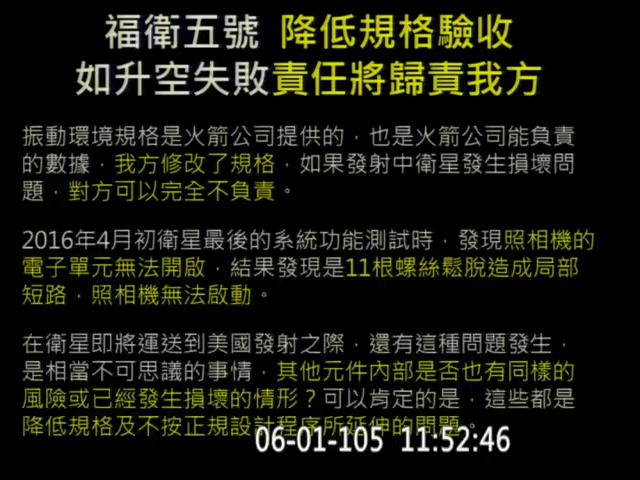 福衛五號 降低規格驗收
如升空失敗責任將歸責我方
振動環境規格是火箭公司提供的，也是火箭公司能負責
的數據，我方修改了規格，如果發射中衛星發生損壞問
題，對方可以完全不負責。
2016年4月初衛星最後的系統功能測試時，發現照相機的
電子單元無法開啟，結果發現是11根螺絲鬆脫造成局部
短路，照相機無法啟動。
在衛星即將運送到美國發射之際，還有這種問題發生，
是相當不可思議的事情，其他元件內部是否也有同樣的
風險或已經發生損壞的情形？可以肯定的是，這些都是
降低規格及不按正規設計程序所延伸的問題。
06-01-105 11:52:46